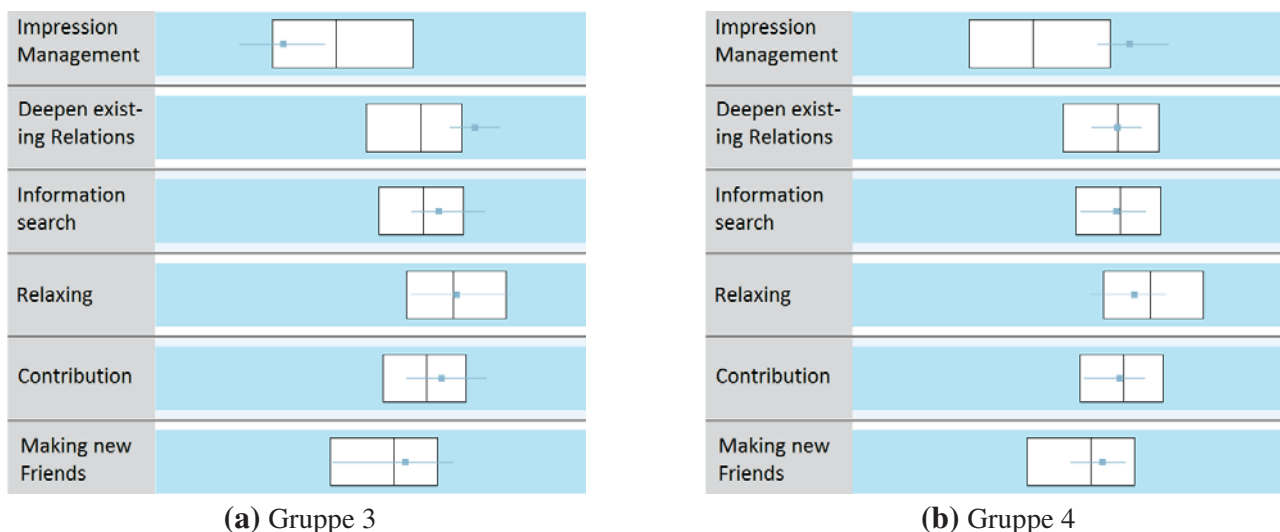 Impression
Management
Deepen exist-
ing Relations
Information
search
Relaxing
Contribution
Making new
Friends
(a) Gruppe 3
Impression
Management
Deepen exist-
ing Relations
Information
search
Relaxing
Contribution
Making new
Friends
(b) Gruppe 4